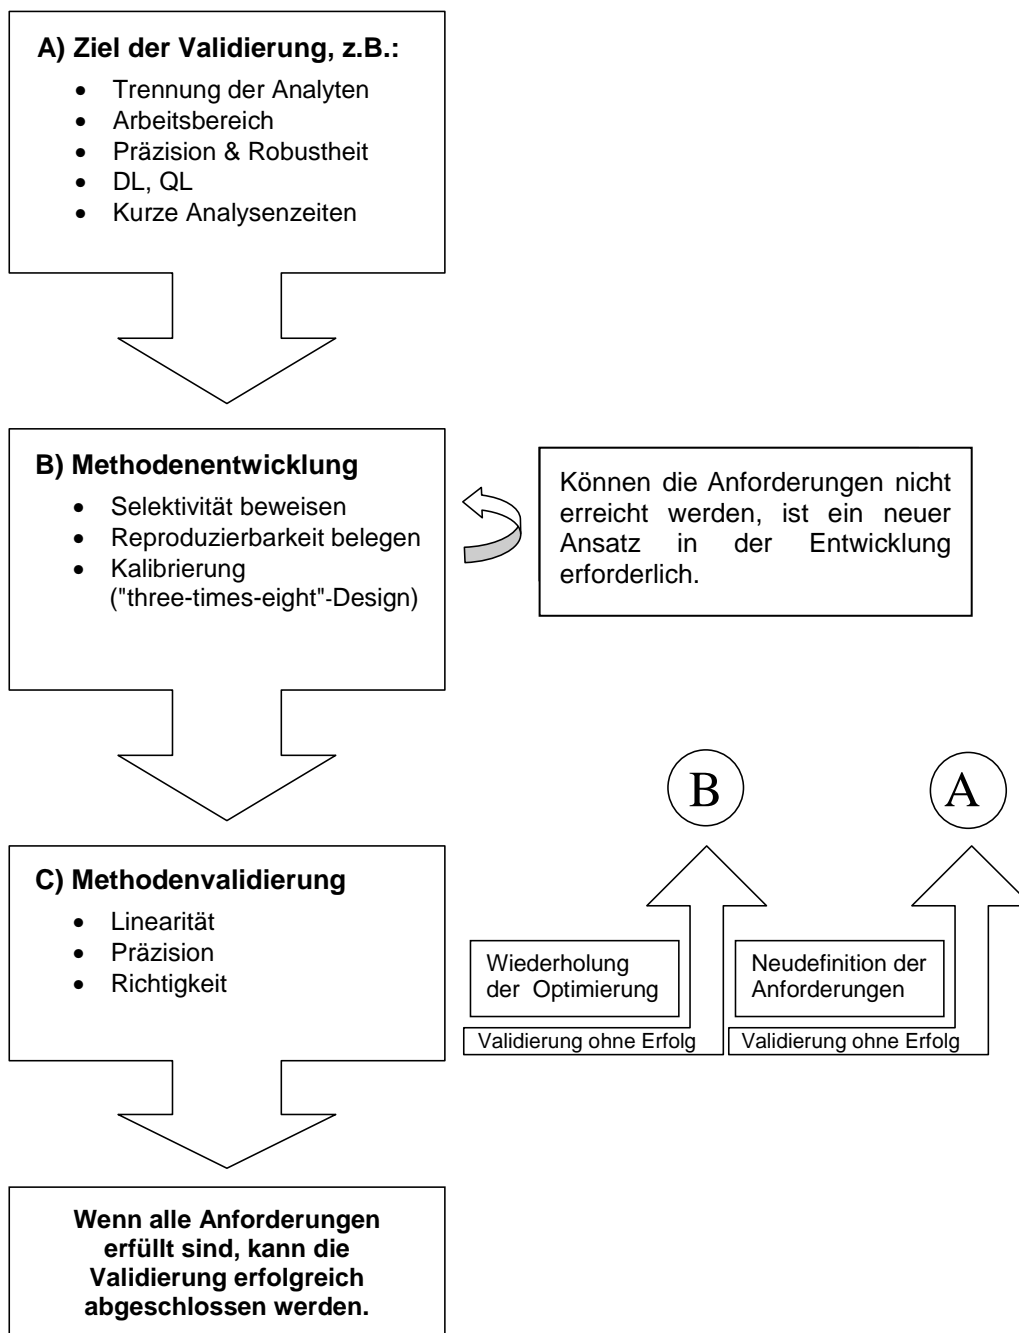 A) Ziel der Validierung, z.B.:
• Trennung der Analyten
• Arbeitsbereich
• Präzision & Robustheit
• DL, QL
• Kurze Analysenzeiten
B) Methodenentwicklung
• Selektivität beweisen
• Reproduzierbarkeit belegen
• Kalibrierung
("three-times-eight"-Design)
Können die Anforderungen nicht
erreicht werden, ist ein neuer
Ansatz in der Entwicklung
erforderlich.
B
A
C) Methodenvalidierung
• Linearität
• Präzision
• Richtigkeit
Wiederholung
der Optimierung
Validierung ohne Erfolg
Neudefinition der
Anforderungen
Validierung ohne Erfolg
Wenn alle Anforderungen
erfüllt sind, kann die
Validierung erfolgreich
abgeschlossen werden.